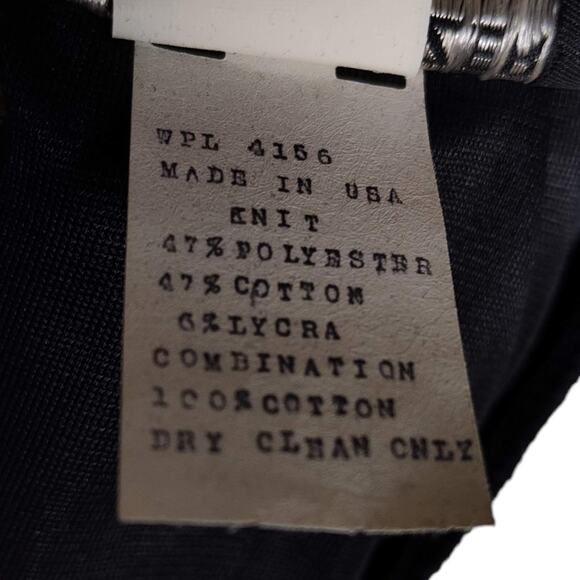 WPL 4156
MADE IN USA
KNIT
47%POLYESTER
47%COTTON
6%LYCRA
COMBINATION
100%COTTON
DRY CLEAN ONLY